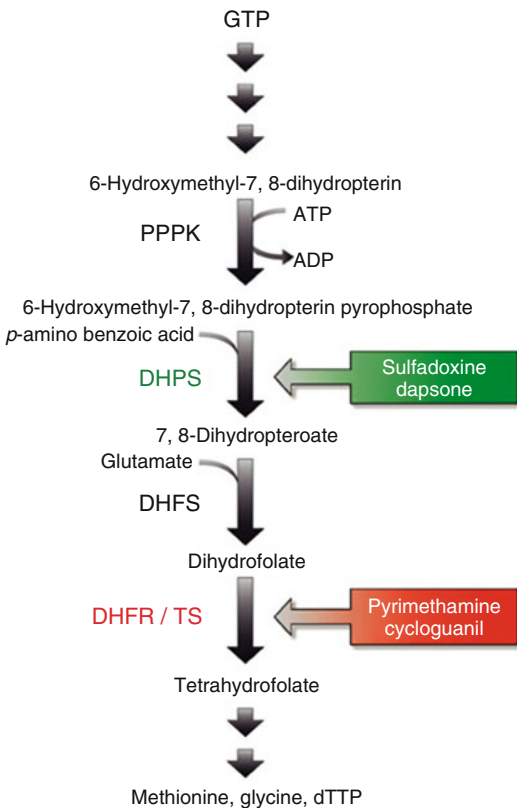 GTP
6-Hydroxymethyl-7, 8-dihydropterin
ATP
PPPK
ADP
6-Hydroxymethyl-7, 8-dihydropterin pyrophosphate
p-amino benzoic acid
DHPS
Sulfadoxine
dapsone
7, 8-Dihydropteroate
Glutamate
DHFS
Dihydrofolate
DHFR / TS
Pyrimethamine
cycloguanil
Tetrahydrofolate
Methionine, glycine, dTTP